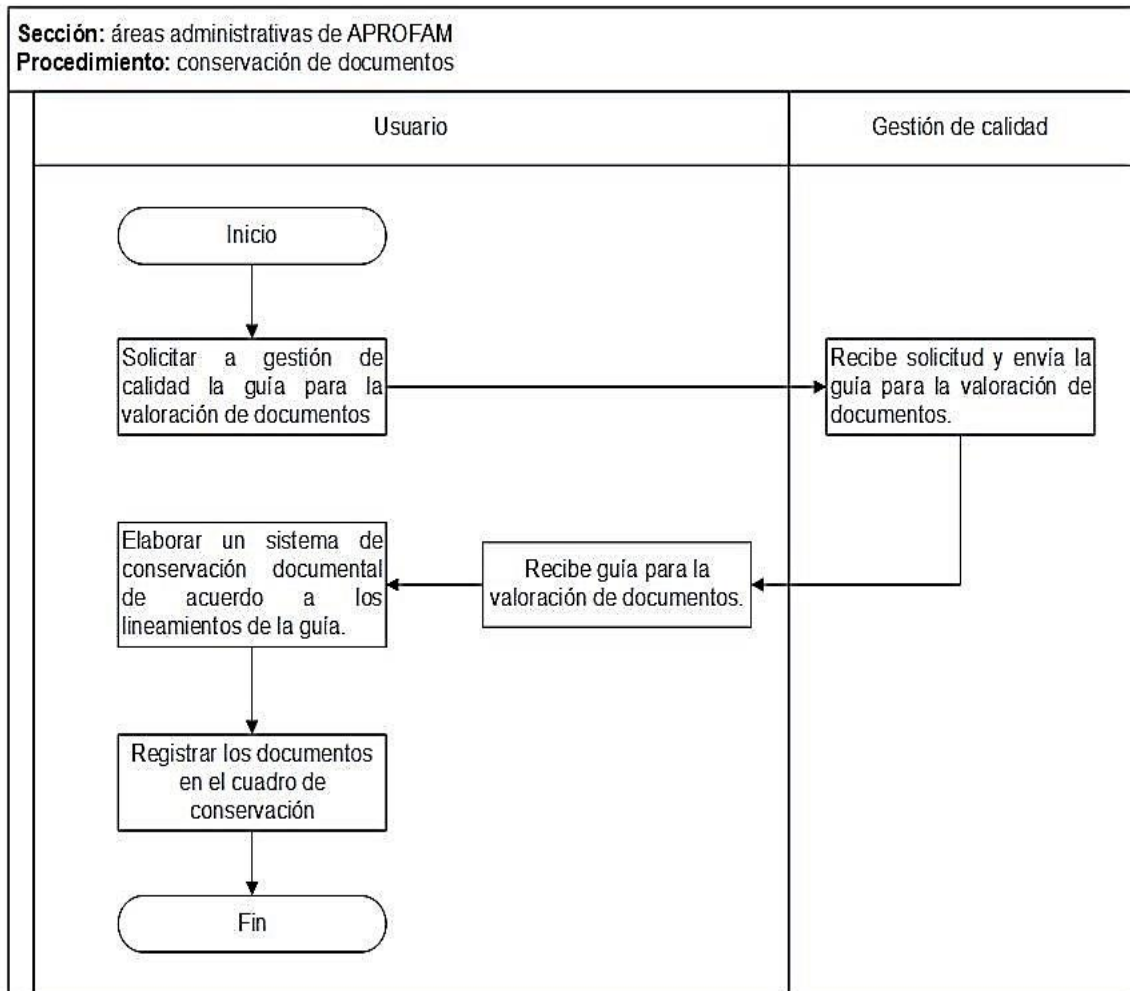 Sección: áreas administrativas de APROFAM
Procedimiento: conservación de documentos
Usuario
Gestión de calidad
Inicio
Solicitar a gestión de
calidad la guía para la
valoración de documentos
Recibe solicitud y envía la
guía para la valoración de
documentos.
Recibe guía para la
valoración de documentos.
Elaborar un sistema de
conservación documental
de acuerdo a los
lineamientos de la guía.
Registrar los documentos
en el cuadro de
conservación
Fin